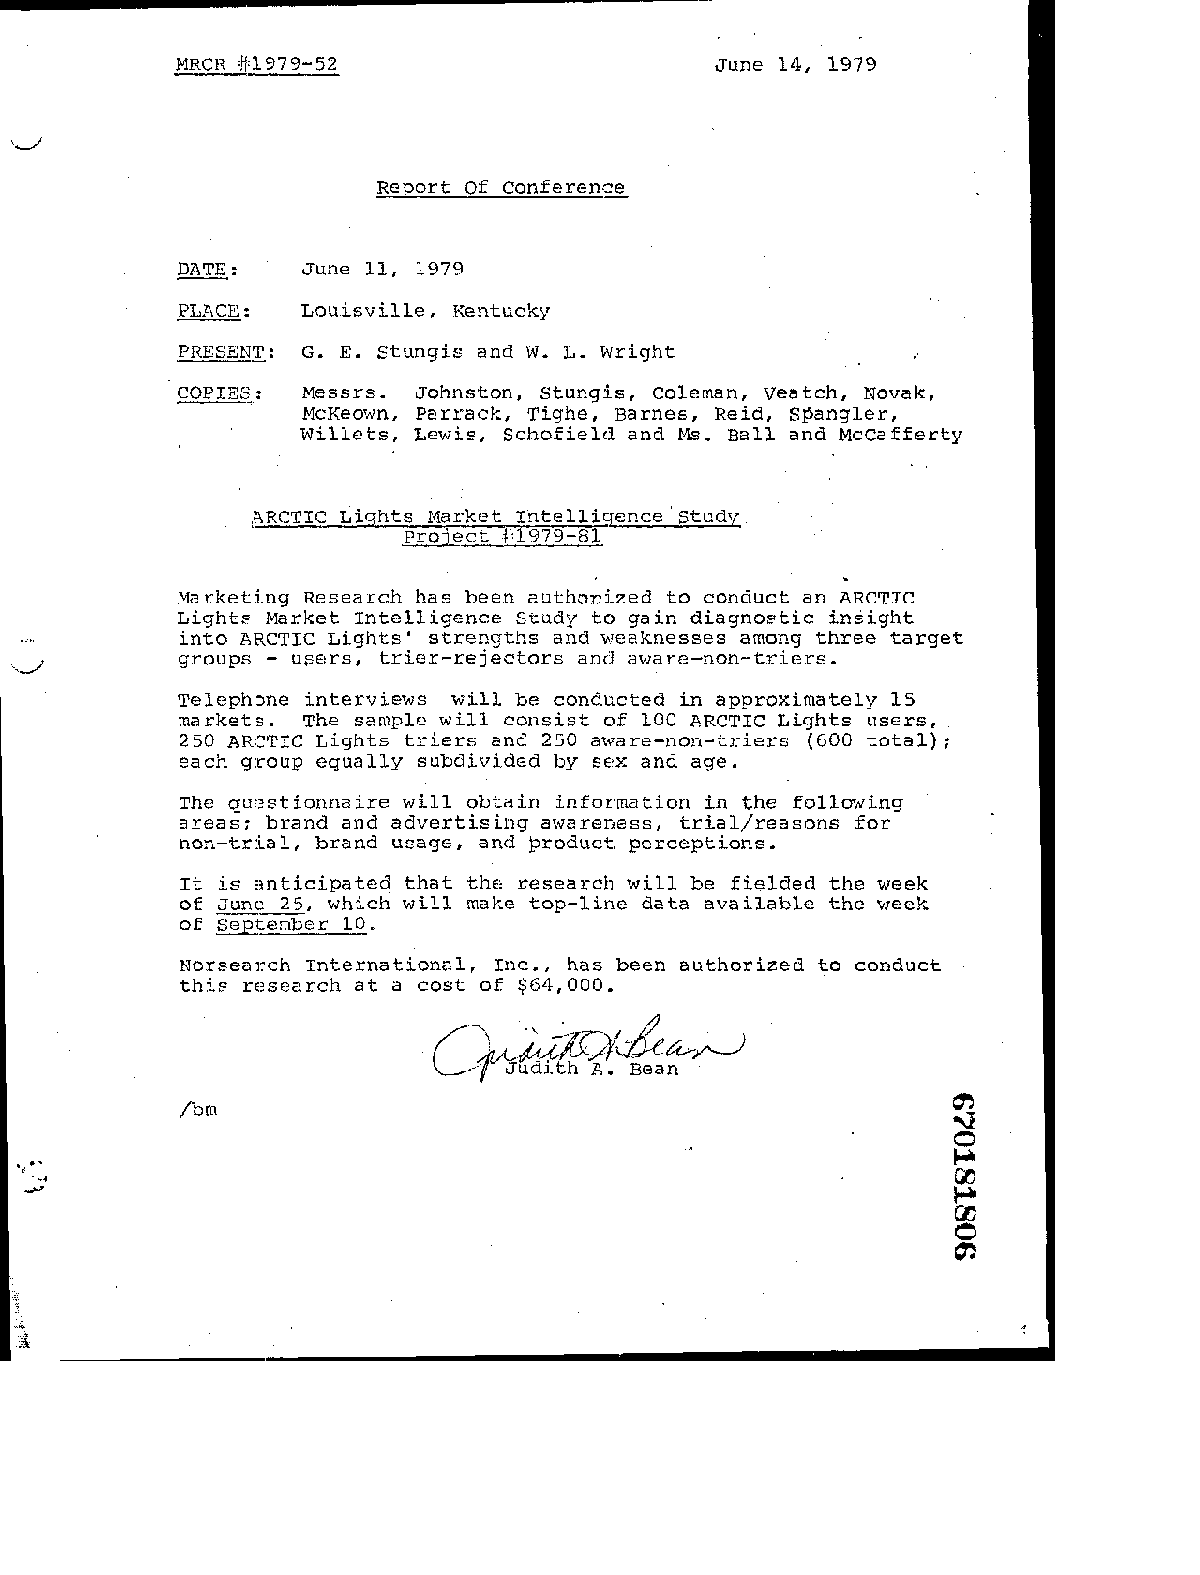 MRCR #1979-52 June 14, 1979
Report Of Conference
DATE: June 11, 1979
PLACE: Louisville, Kentucky
PRESENT: G. E. Stungis and W. L. Wright
COPIES: Messrs. Johnston, Sturgis, Coleman, Veatch, Novak,
McKeown, Parrack, Tighe, Barnes, Reid, Spangler,
Willets, Lewis, Schofield and Ms. Ball and McCafferty
ARCTIC Lights Market Intelligence Study
Project #1979-81
Marketing Research has been authorized to conduct an ARCTIC
Lights Market Intelligence Study to gain diagnostic insight
into ARCTIC Lights' strengths and weaknesses among three target
groups - users, trier-rejectors and aware-non-triers.
Telephone interviews will be conducted in approximately 15
markets. The sample will consist of 100 ARCTIC Lights users,
250 ARCTIC Lights triers and 250 aware-non-triers (600 total);
each group equally subdivided by sex and age.
The questionnaire will obtain information in the following
areas; brand and advertising awareness, trial/reasons for
non-trial, brand usage, and product perceptions.
It is anticipated that the research will be fielded the week
of June 25, which will make top-line data available the week
of September 10.
Norsearch International, Inc., has been authorized to conduct
this research at a cost of $64,000.
Judith A. Bean
Judith A. Bean
/bm
670181806